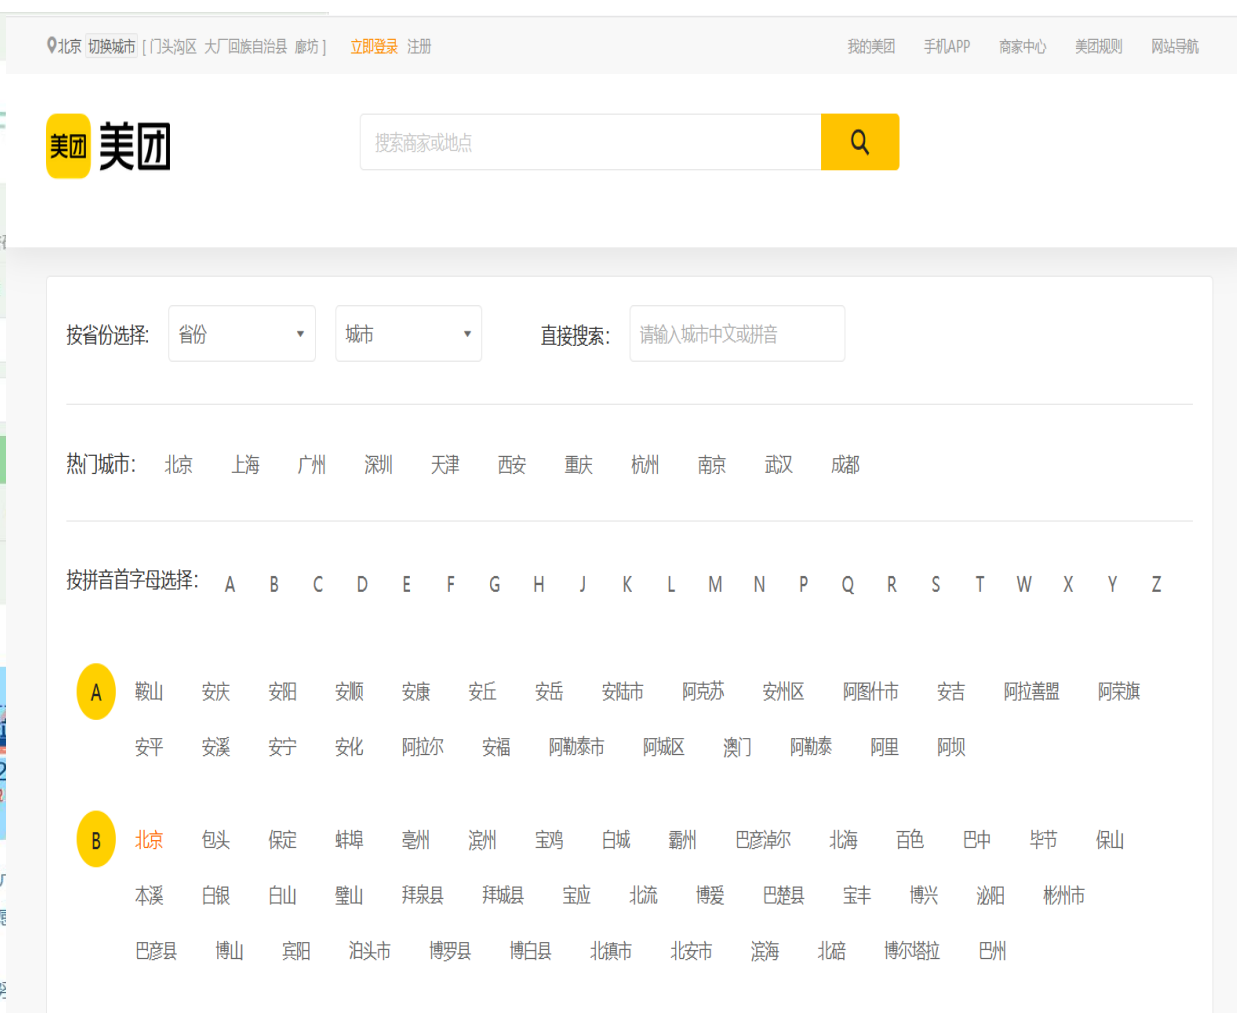 北京 切换城市 [ 门头沟区 大厂回族自治县 廊坊 ] 立即登录 注册 我的美团 手机APP 商家中心 美团规则 网站导航
美团 美团 搜索商家或地点
按省份选择: 省份 城市 直接搜索: 请输入城市中文或拼音
热门城市: 北京 上海 广州 深圳 天津 西安 重庆 杭州 南京 武汉 成都
按拼音首字母选择: A B C D E F G H J K L M N P Q R S T W X Y Z
A 鞍山 安庆 安阳 安顺 安康 安丘 安岳 安陆市 阿克苏 安州区 阿图什市 安吉 阿拉善盟 阿荣旗
安平 安溪 安宁 安化 阿拉尔 安福 阿勒泰市 阿城区 澳门 阿勒泰 阿里 阿坝
B 北京 包头 保定 蚌埠 亳州 滨州 宝鸡 白城 霸州 巴彦淖尔 北海 百色 巴中 毕节 保山
本溪 白银 白山 璧山 拜泉县 拜城县 宝应 北流 博爱 巴楚县 宝丰 博兴 泌阳 彬州市
巴彦县 博山 宾阳 泊头市 博罗县 博白县 北镇市 北安市 滨海 北碚 博尔塔拉 巴州